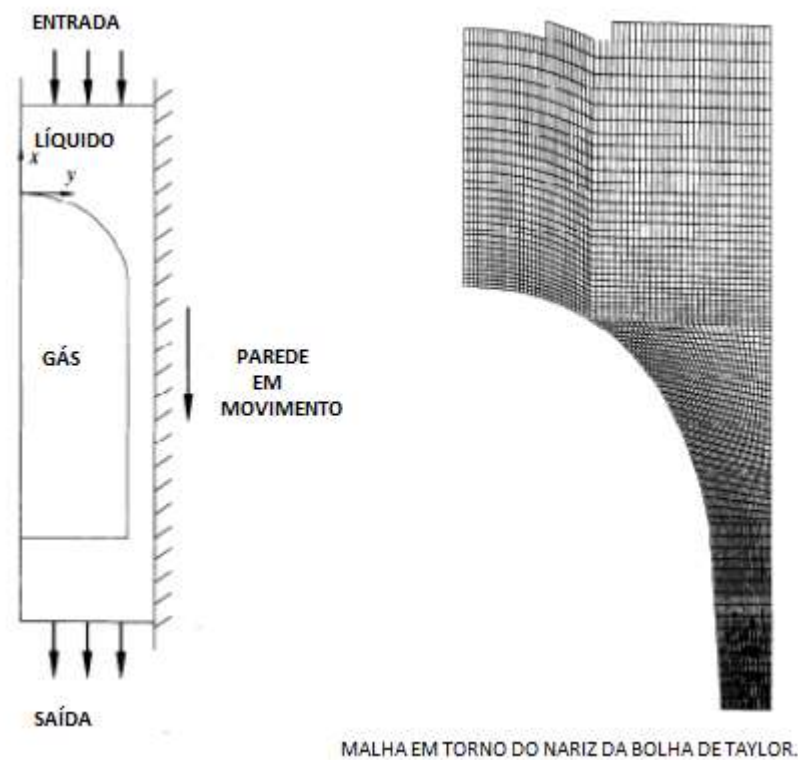 ENTRADA
LÍQUIDO
x
y
GÁS
PAREDE
EM
MOVIMENTO
SAÍDA
MALHA EM TORNO DO NARIZ DA BOLHA DE TAYLOR.